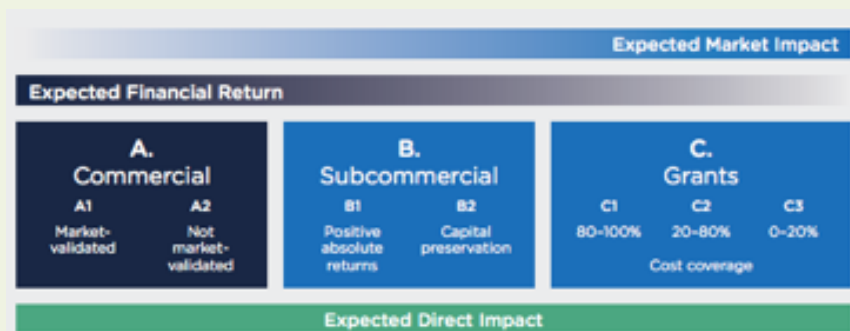 Expected Market Impact
Expected Financial Return
A.
Commercial
A1 A2
Market-validated Not market-validated
B.
Subcommercial
B1 B2
Positive absolute returns Capital preservation
C.
Grants
C1 C2 C3
80-100% 20-80% 0-20%
Cost coverage
Expected Direct Impact